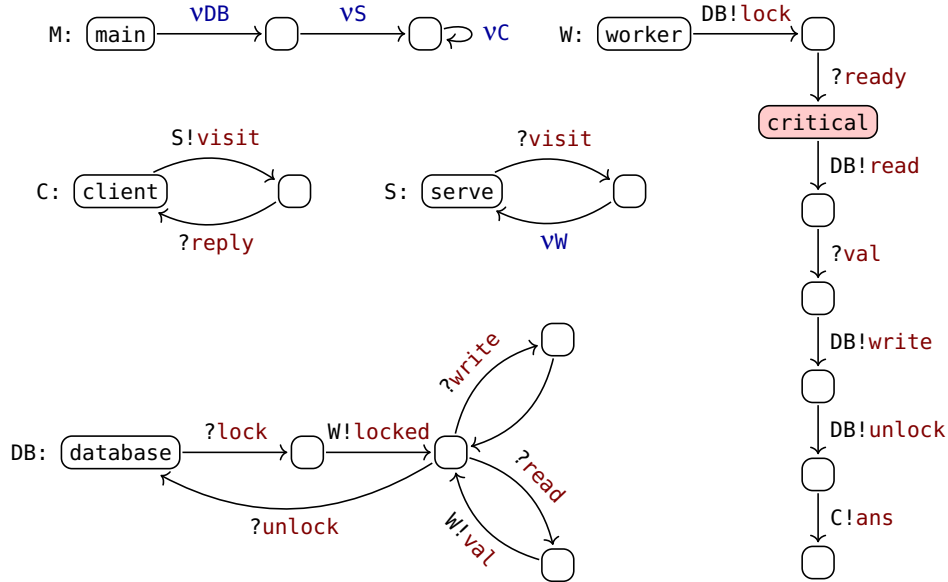 M: main
νDB
νS
νC
W: worker
DB!lock
?ready
critical
DB!read
?val
DB!write
DB!unlock
C!ans
C: client
S!visit
?reply
S: serve
?visit
νW
DB: database
?lock
W!locked
?unlock
?write
?read
W!val